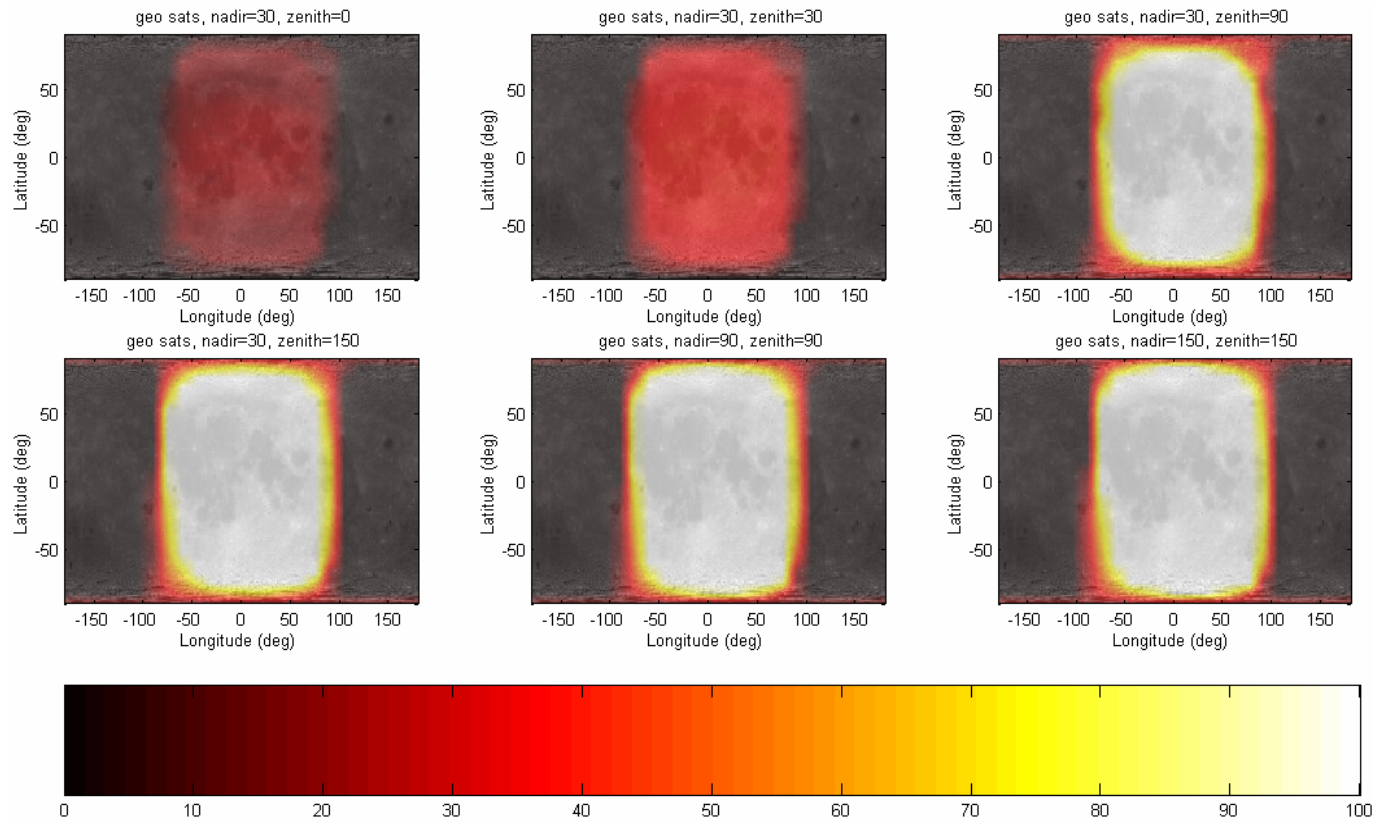 geo sats, nadir=30, zenith=0
geo sats, nadir=30, zenith=30
geo sats, nadir=30, zenith=90
Latitude (deg)
50
0
-50
-150 -100 -50 0 50 100 150
Longitude (deg)
Latitude (deg)
50
0
-50
-150 -100 -50 0 50 100 150
Longitude (deg)
Latitude (deg)
50
0
-50
-150 -100 -50 0 50 100 150
Longitude (deg)
geo sats, nadir=30, zenith=150
geo sats, nadir=90, zenith=90
geo sats, nadir=150, zenith=150
Latitude (deg)
50
0
-50
-150 -100 -50 0 50 100 150
Longitude (deg)
Latitude (deg)
50
0
-50
-150 -100 -50 0 50 100 150
Longitude (deg)
Latitude (deg)
50
0
-50
-150 -100 -50 0 50 100 150
Longitude (deg)
0 10 20 30 40 50 60 70 80 90 100